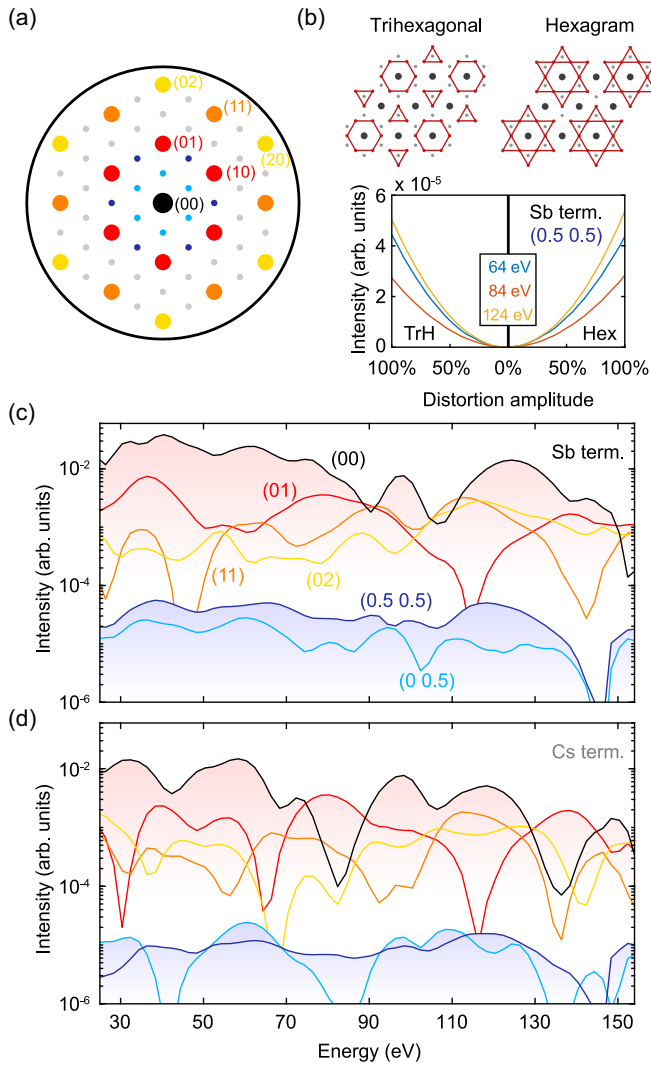 (a)
(02)
(11)
(01)
(20)
(10)
(00)
(b)
Trihexagonal Hexagram
x 10-5
Sb term.
(0.5 0.5)
64 eV
84 eV
124 eV
TrH Hex
6
4
2
0
Intensity (arb. units)
100% 50% 0% 50% 100%
Distortion amplitude
(c)
Sb term.
(00)
(01)
(11)
(02)
(0.5 0.5)
(0 0.5)
10-2
10-4
10-6
Intensity (arb. units)
(d)
Cs term.
10-2
10-4
10-6
Intensity (arb. units)
30 50 70 90 110 130 150
Energy (eV)